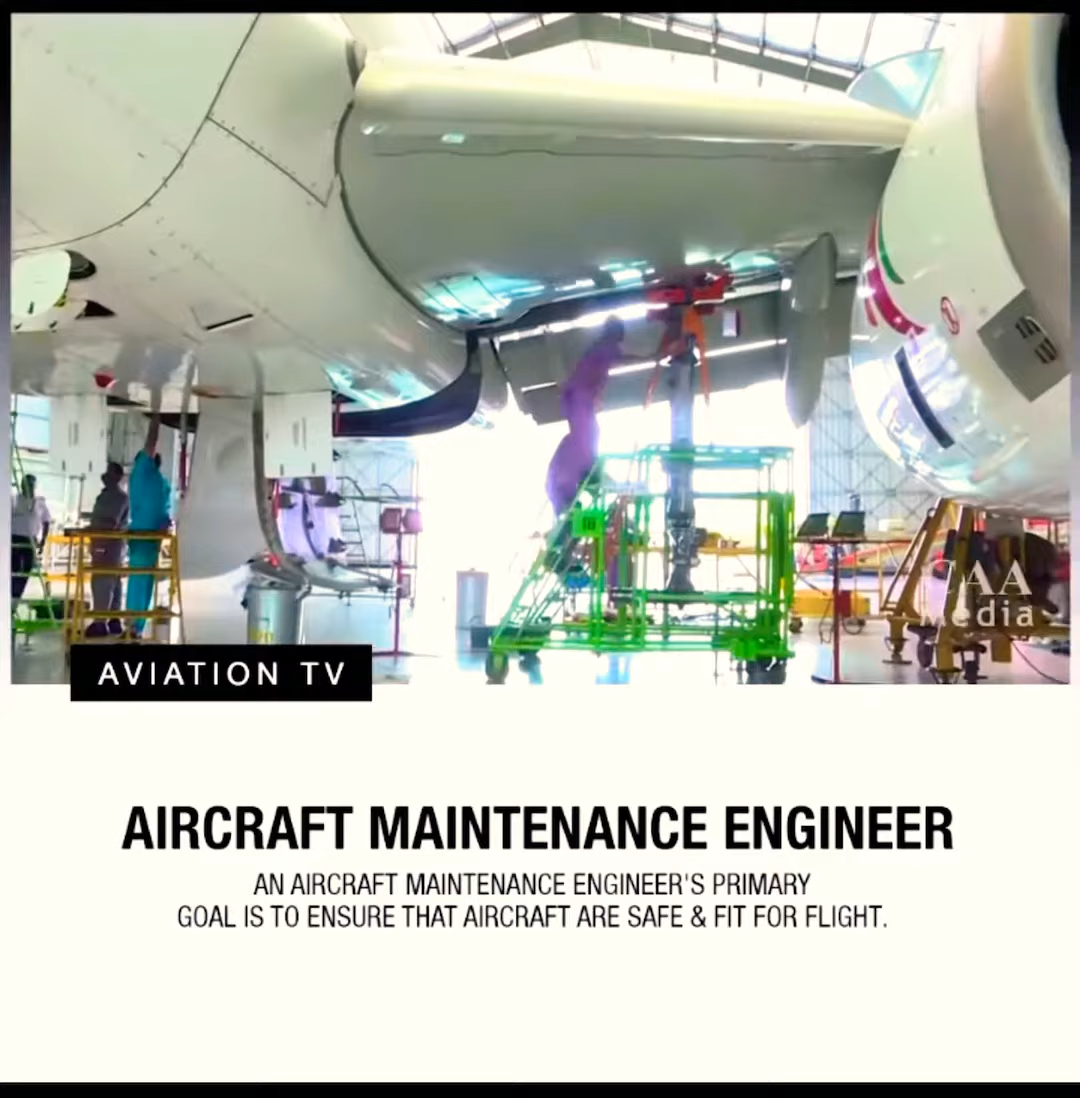 CAA
Media
AVIATION TV
AIRCRAFT MAINTENANCE ENGINEER
AN AIRCRAFT MAINTENANCE ENGINEER'S PRIMARY
GOAL IS TO ENSURE THAT AIRCRAFT ARE SAFE & FIT FOR FLIGHT.